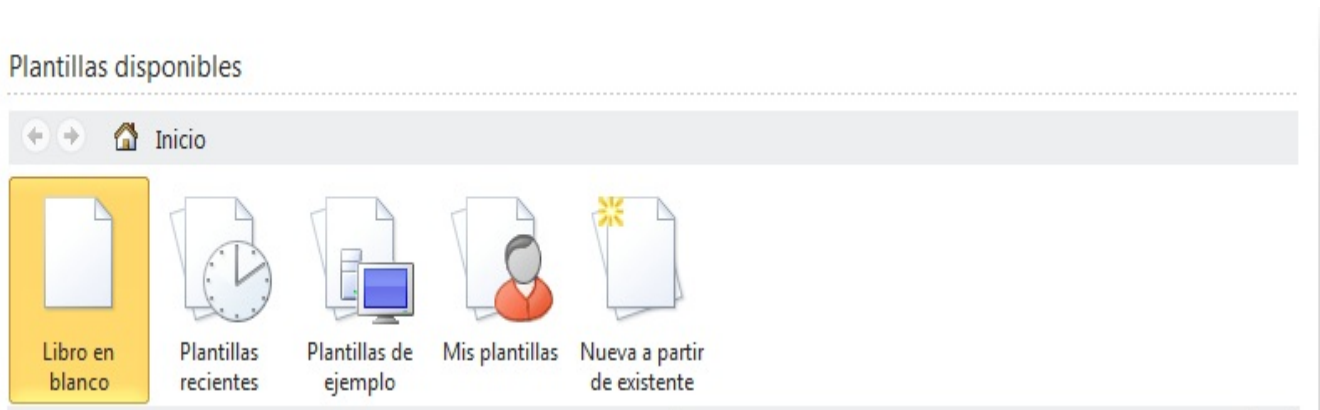 Plantillas disponibles
Inicio
Libro en
blanco
Plantillas
recientes
Plantillas de
ejemplo
Mis plantillas
Nueva a partir
de existente